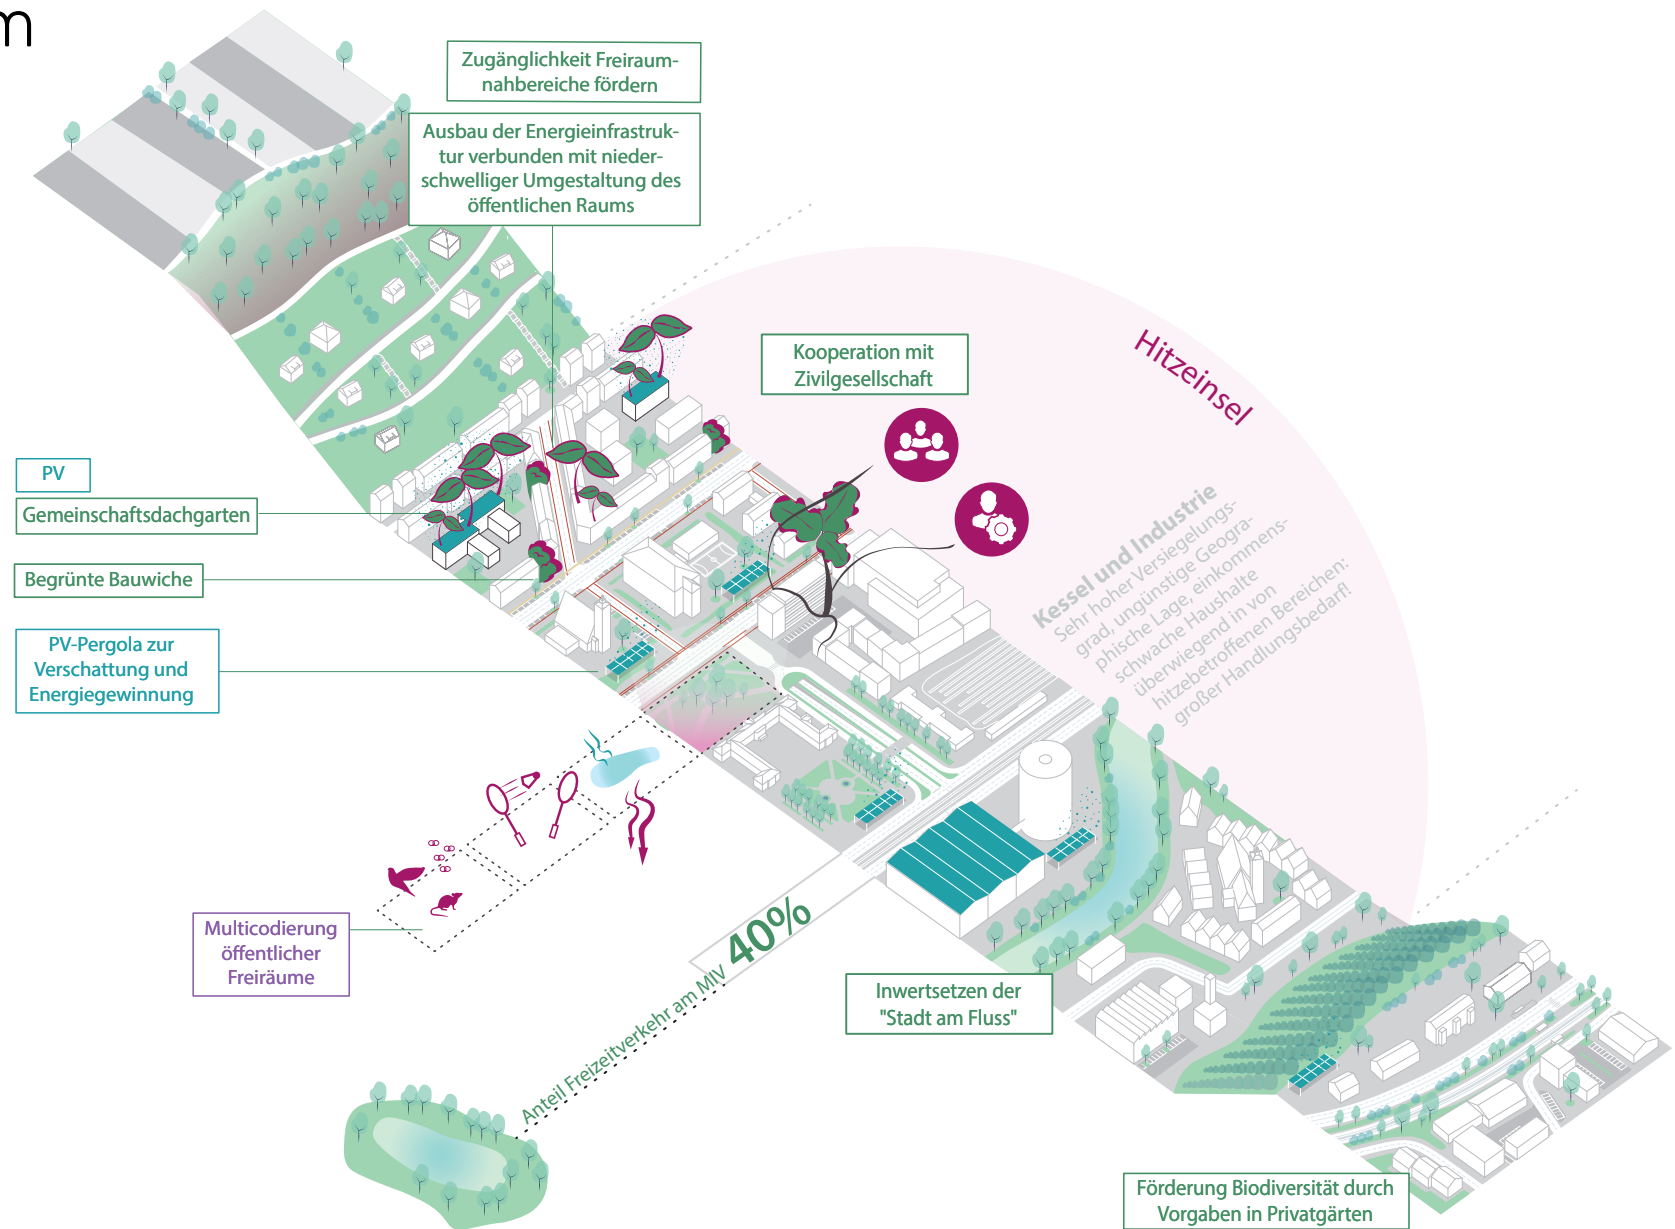 m
Zugänglichkeit Freiraum-
nahbereiche fördern
Ausbau der Energieinfrastruk-
tur verbunden mit nieder-
schwelliger Umgestaltung des
öffentlichen Raums
Kooperation mit
Zivilgesellschaft
Hitzeinsel
Kessel und Industrie
Sehr hoher Versiegelungs-
grad, ungünstige Geogra-
phische Lage, einkommens-
schwache Haushalte
überwiegend in von
hitzebetroffenen Bereichen:
großer Handlungsbedarf!
PV
Gemeinschaftsdachgarten
Begrünte Bauwiche
PV-Pergola zur
Verschattung und
Energiegewinnung
Multicodierung
öffentlicher
Freiräume
Anteil Freizeitverkehr am MIV 40%
Inwertsetzen der
"Stadt am Fluss"
Förderung Biodiversität durch
Vorgaben in Privatgärten